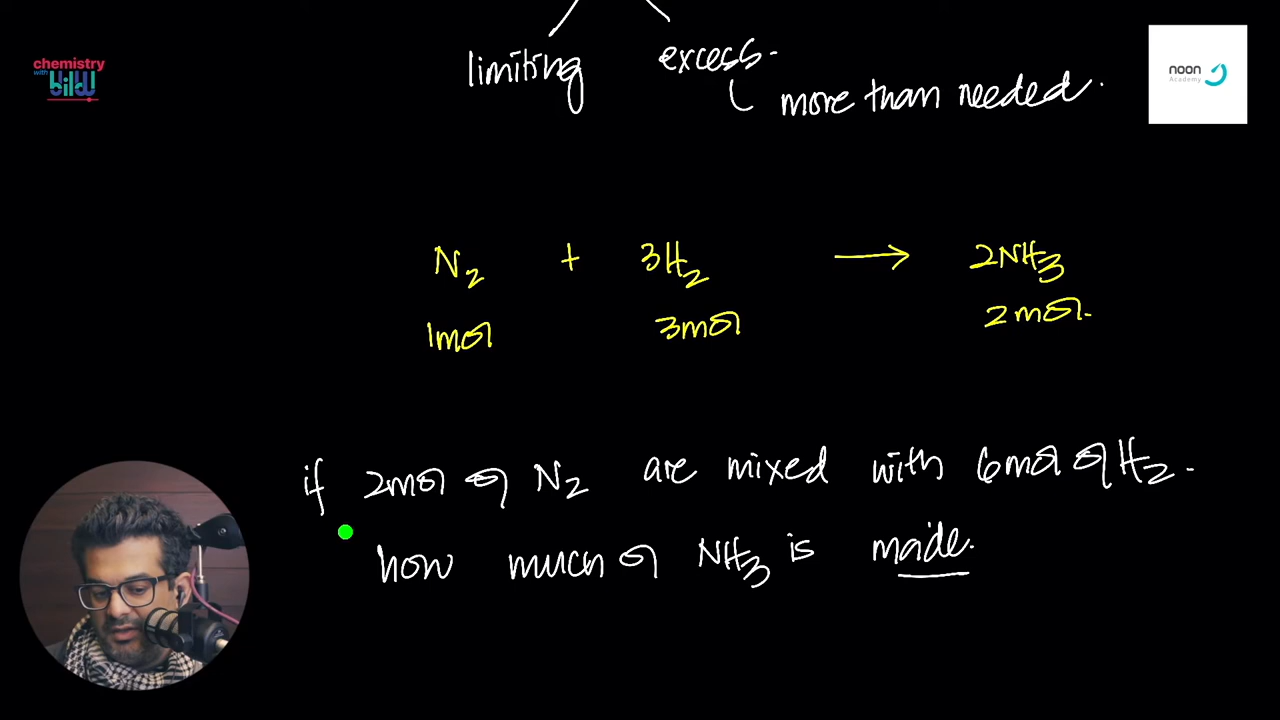 chemistry
with
bilal
noon
Academy
limiting excess.
more than needed.
N2 + 3H2 → 2NH3
1mol 3mol 2mol.
if 2mol of N2 are mixed with 6mol of H2.
how much of NH3 is made.